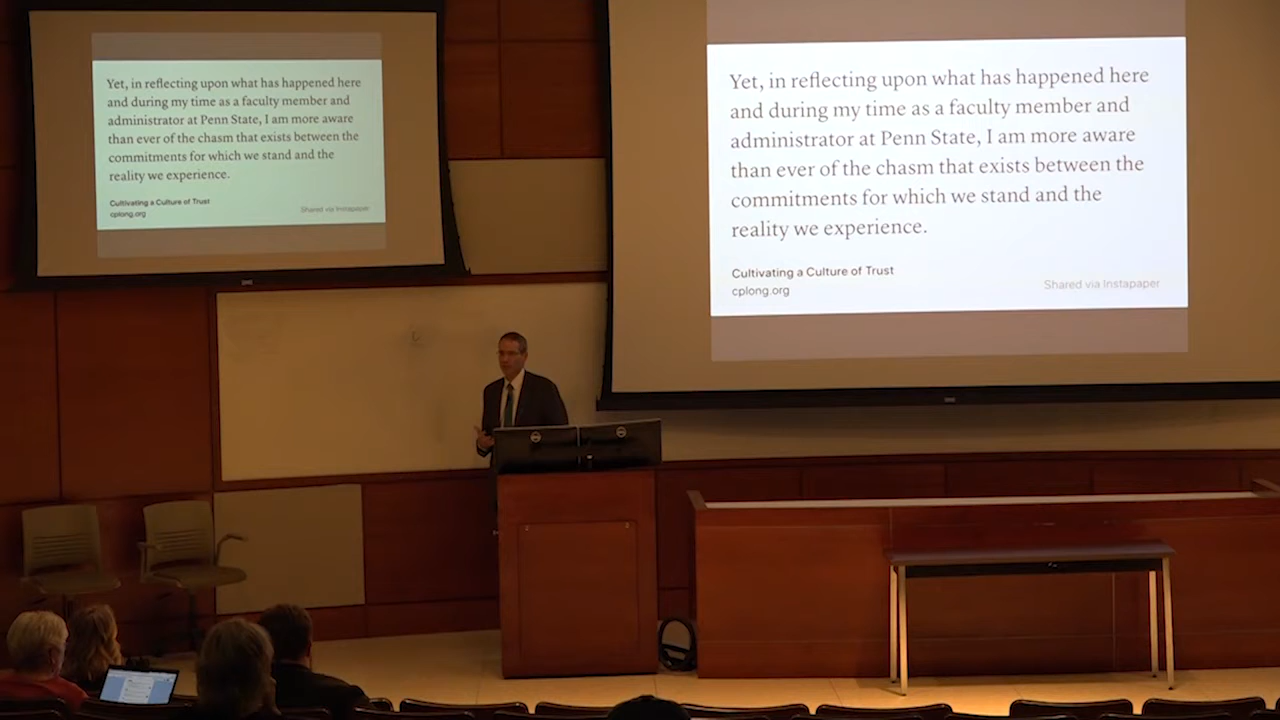 Yet, in reflecting upon what has happened here
and during my time as a faculty member and
administrator at Penn State, I am more aware
than ever of the chasm that exists between the
commitments for which we stand and the
reality we experience.
Cultivating a Culture of Trust
cplong.org
Shared via Instapaper
Yet, in reflecting upon what has happened here
and during my time as a faculty member and
administrator at Penn State, I am more aware
than ever of the chasm that exists between the
commitments for which we stand and the
reality we experience.
Cultivating a Culture of Trust
cplong.org
Shared via Instapaper